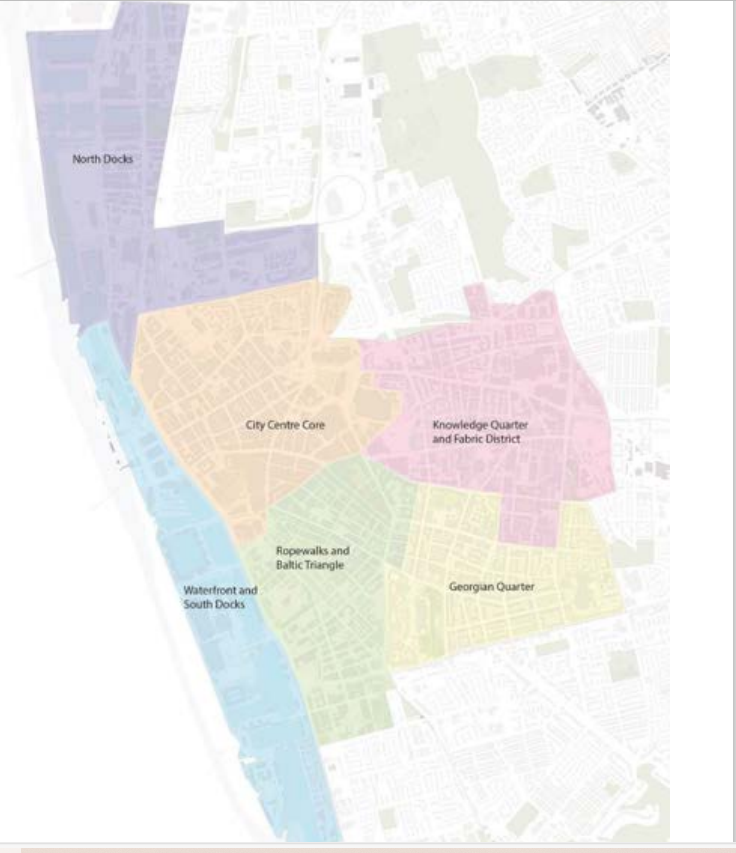 North Docks
City Centre Core
Knowledge Quarter
and Fabric District
Ropewalks and
Baltic Triangle
Georgian Quarter
Waterfront and
South Docks